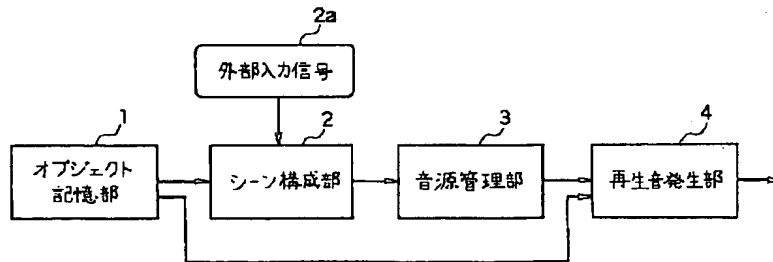 2a
外部入力信号
1
2
3
4
オブジェクト
記憶部
シーン構成部
音源管理部
再生音発生部